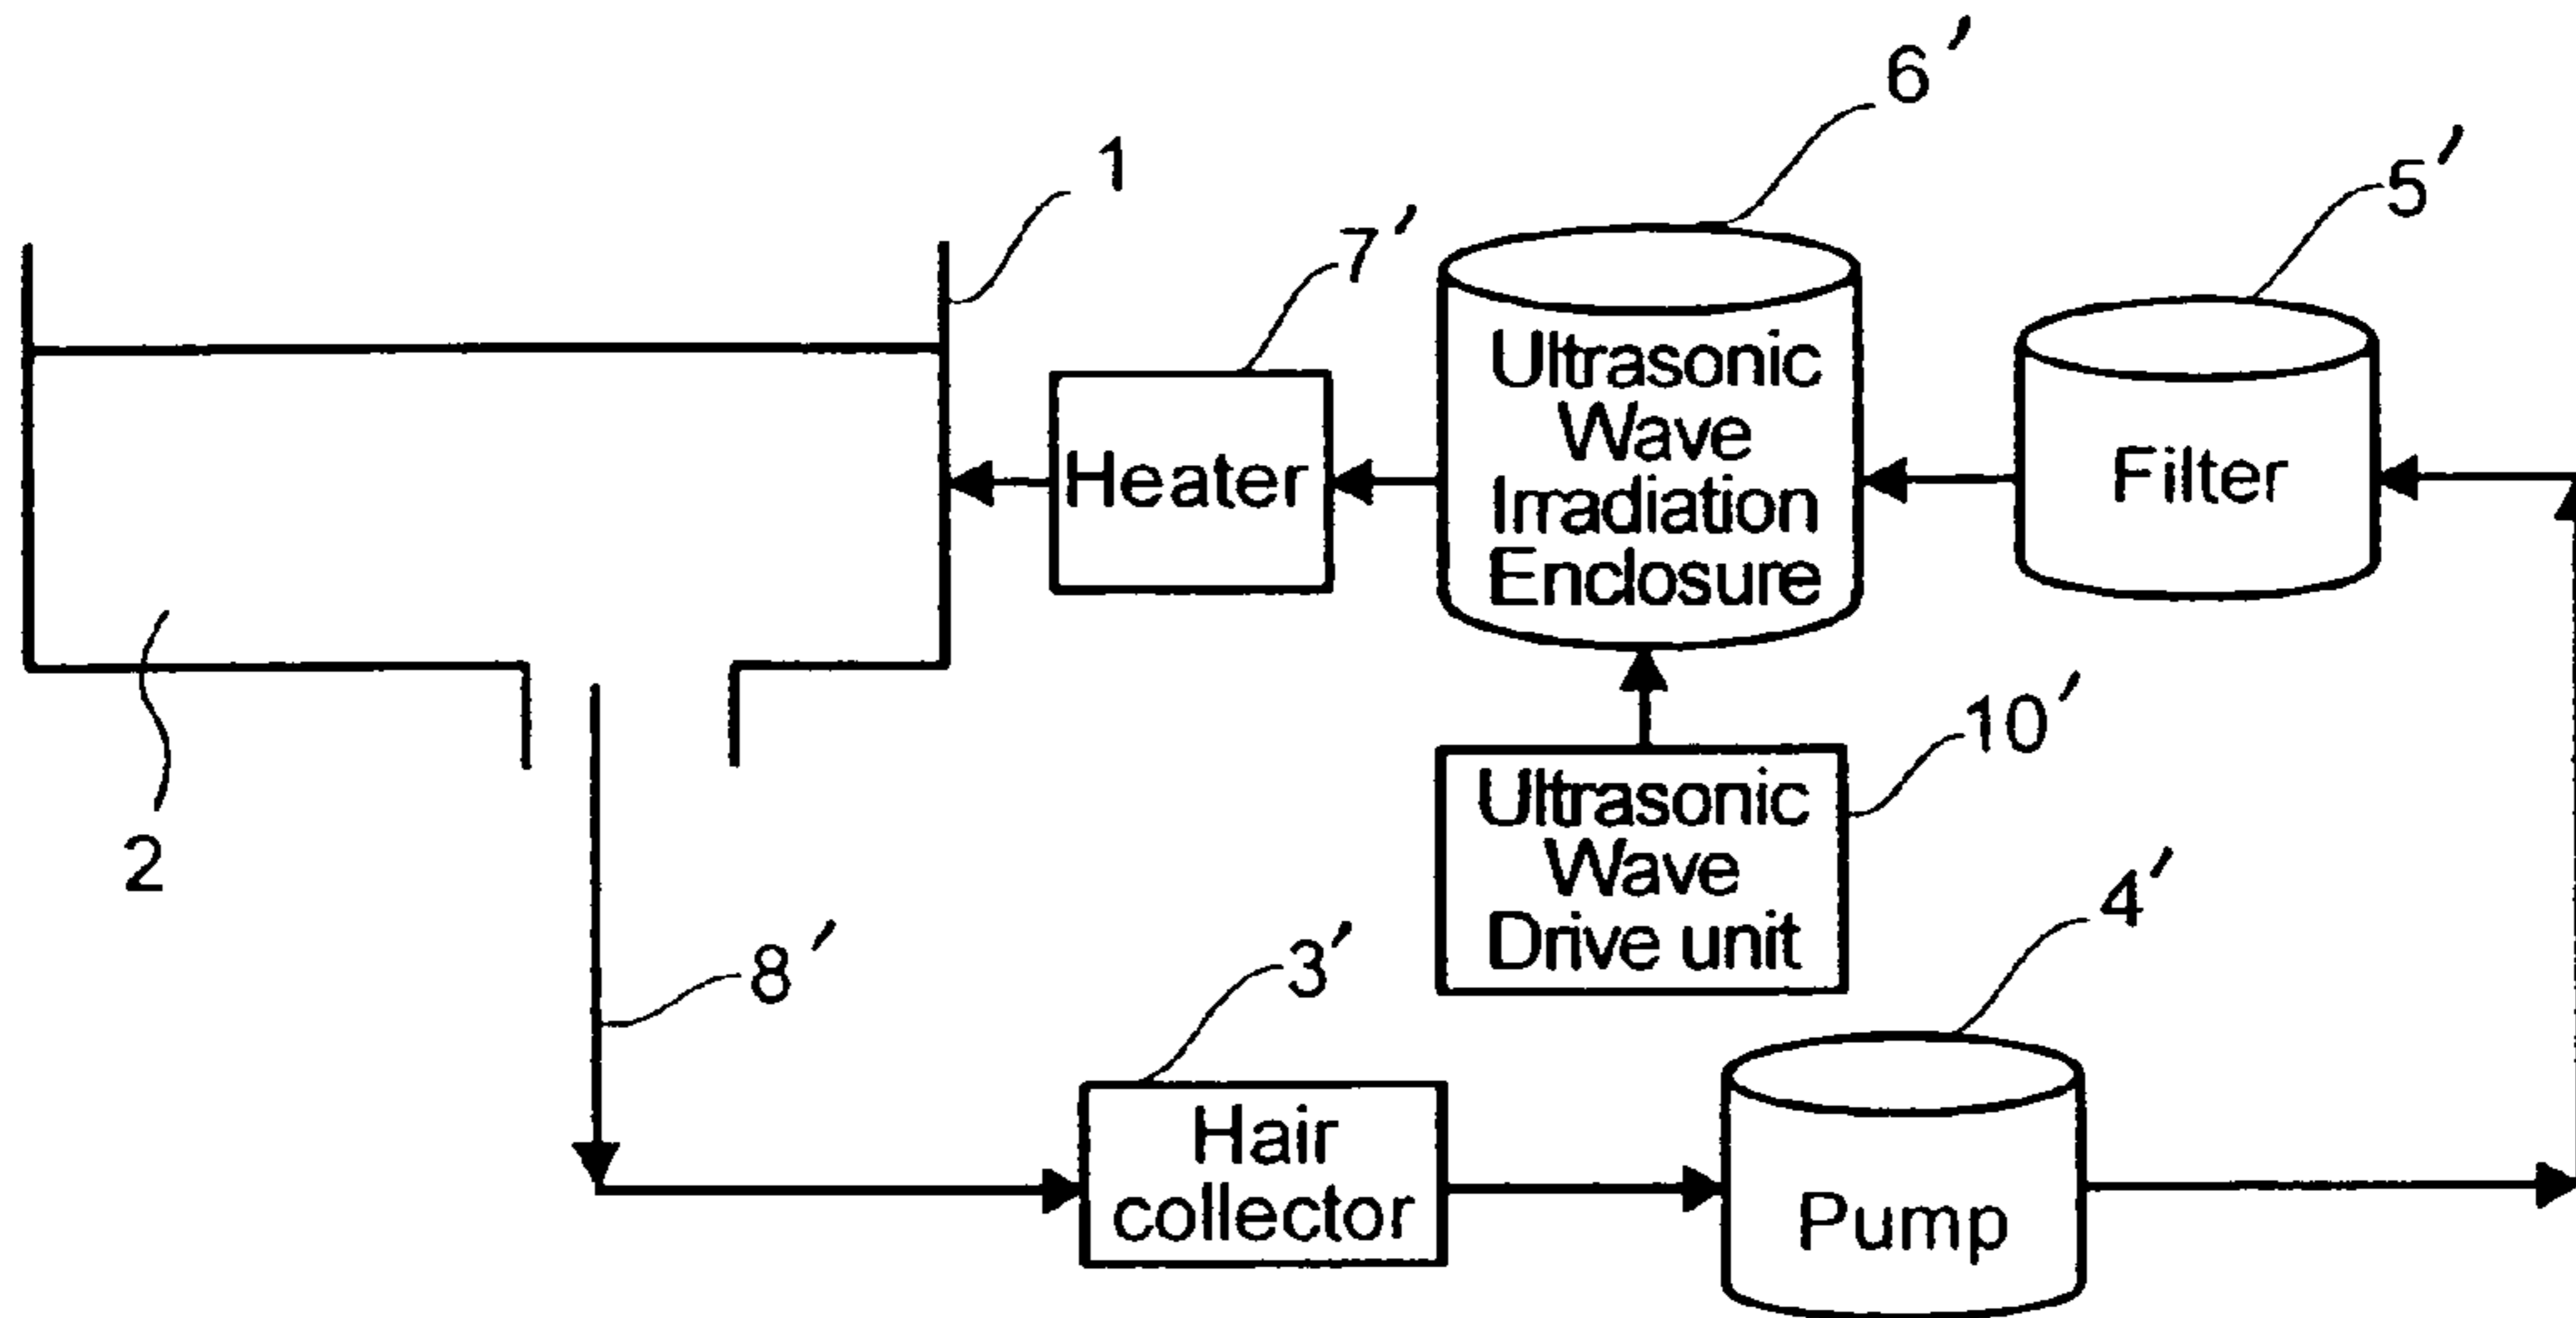 6′
1
5′
7′
Ultrasonic
Wave
Irradiation
Enclosure
Heater
Filter
10′
Ultrasonic
Wave
Drive unit
2
4′
8′
3′
Hair
collector
Pump